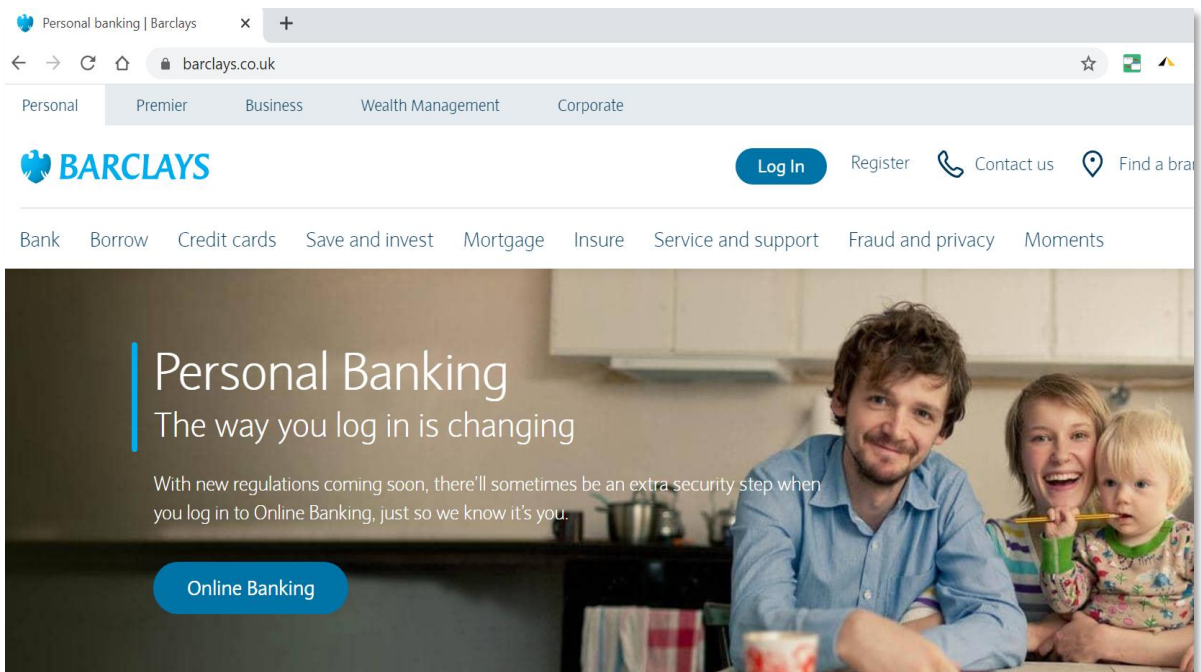 Personal banking | Barclays
barclays.co.uk
Personal Premier Business Wealth Management Corporate
BARCLAYS
Log In Register Contact us Find a bra
Bank Borrow Credit cards Save and invest Mortgage Insure Service and support Fraud and privacy Moments
Personal Banking
The way you log in is changing
With new regulations coming soon, there'll sometimes be an extra security step when
you log in to Online Banking, just so we know it's you.
Online Banking